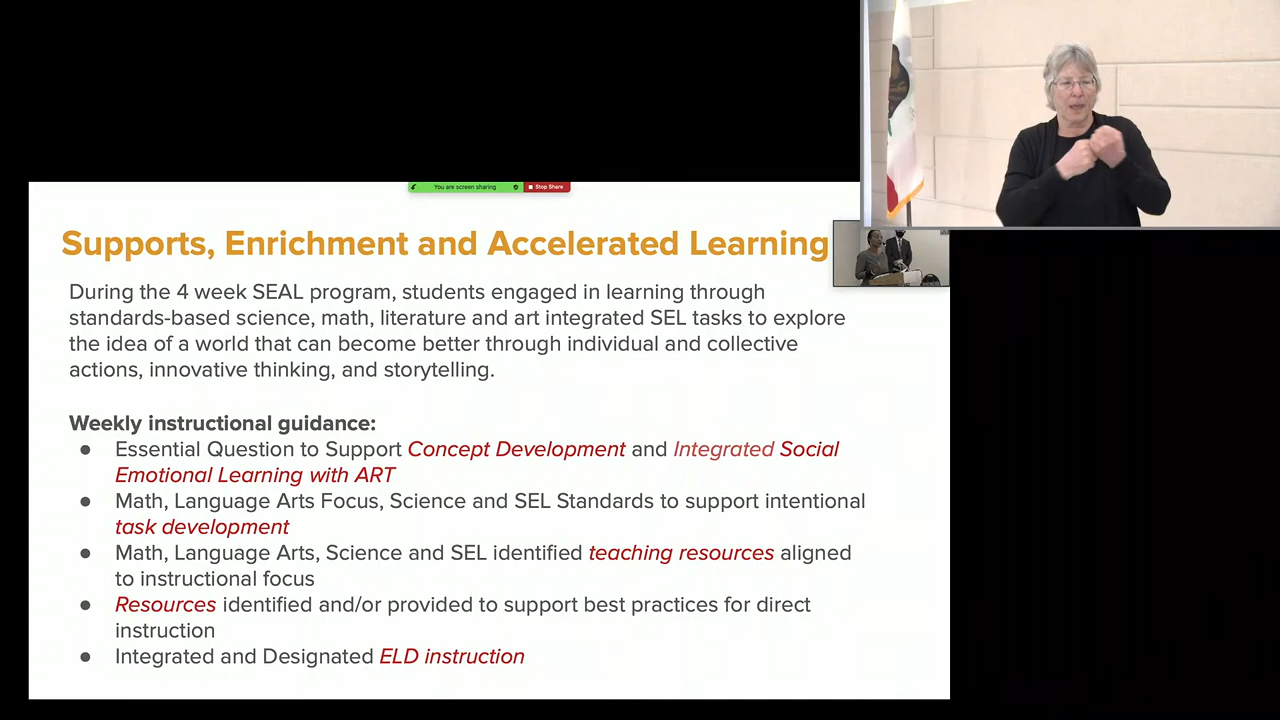 You are screen sharing
Stop Share
Supports, Enrichment and Accelerated Learning
During the 4 week SEAL program, students engaged in learning through
standards-based science, math, literature and art integrated SEL tasks to explore
the idea of a world that can become better through individual and collective
actions, innovative thinking, and storytelling.
Weekly instructional guidance:
● Essential Question to Support Concept Development and Integrated Social
Emotional Learning with ART
● Math, Language Arts Focus, Science and SEL Standards to support intentional
task development
● Math, Language Arts, Science and SEL identified teaching resources aligned
to instructional focus
● Resources identified and/or provided to support best practices for direct
instruction
● Integrated and Designated ELD instruction